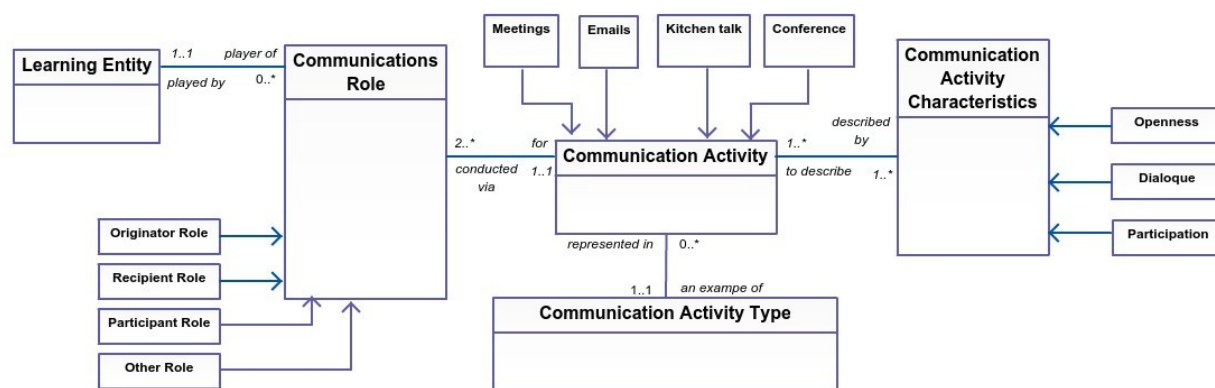 Meetings
Emails
Kitchen talk
Conference
Learning Entity
1..1
player of
played by
0..*
Communications
Role
Communication
Activity
Characteristics
2..*
for
conducted
via
1..1
Communication Activity
1..*
described
by
to describe
1..*
Openness
Dialoque
Participation
Originator Role
Recipient Role
Participant Role
Other Role
represented in
0..*
1..1
an exampe of
Communication Activity Type